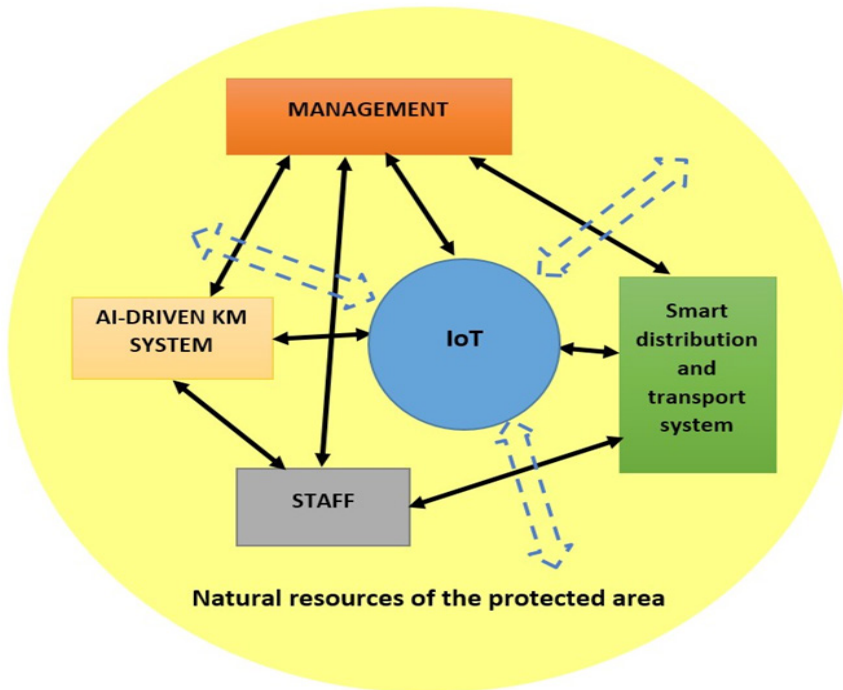 MANAGEMENT
AI-DRIVEN KM
SYSTEM
IoT
Smart
distribution
and
transport
system
STAFF
Natural resources of the protected area